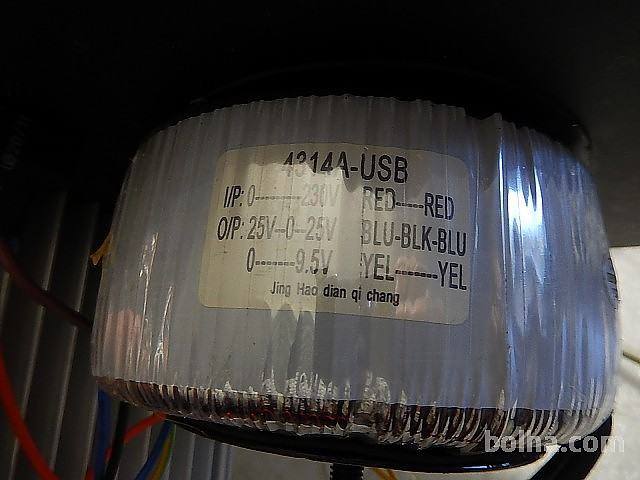 4314A-USB
I/P: 0-------230V RED-----RED
O/P: 25V--0--25V BLU-BLK-BLU
0------9.5V YEL-------YEL
Jing Hao dian qi chang
bolha.com